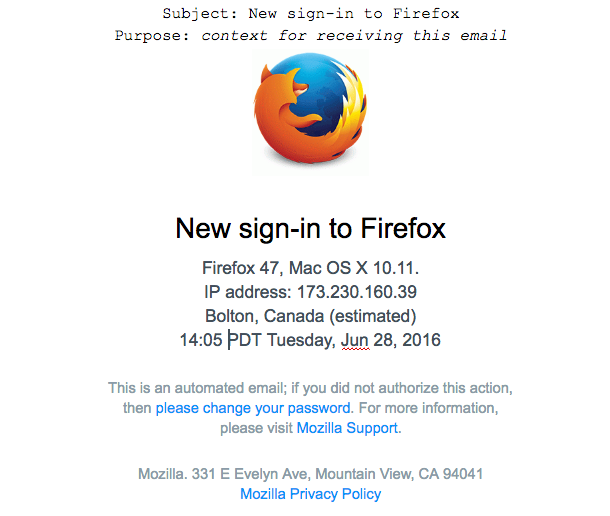 Subject: New sign-in to Firefox
Purpose: context for receiving this email
New sign-in to Firefox
Firefox 47, Mac OS X 10.11.
IP address: 173.230.160.39
Bolton, Canada (estimated)
14:05 PDT Tuesday, Jun 28, 2016
This is an automated email; if you did not authorize this action,
then please change your password. For more information,
please visit Mozilla Support.
Mozilla. 331 E Evelyn Ave, Mountain View, CA 94041
Mozilla Privacy Policy